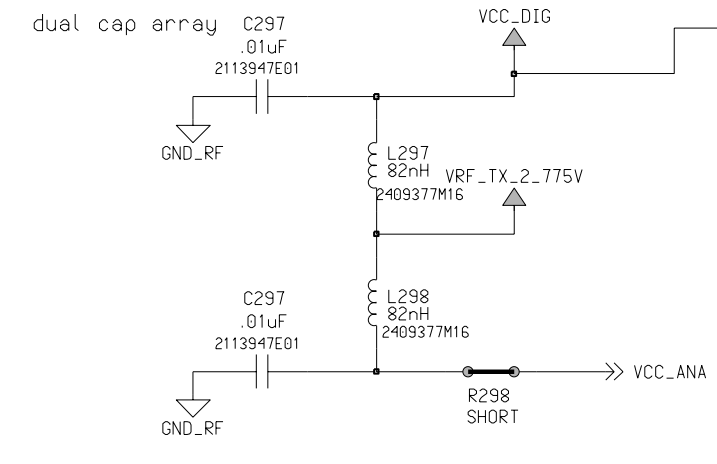 dual cap array
C297
.01uF
2113947E01
VCC_DIG
GND_RF
L297
82nH
2409377M16
VRF_TX_2_775V
C297
.01uF
2113947E01
L298
82nH
2409377M16
GND_RF
R298
SHORT
VCC_ANA